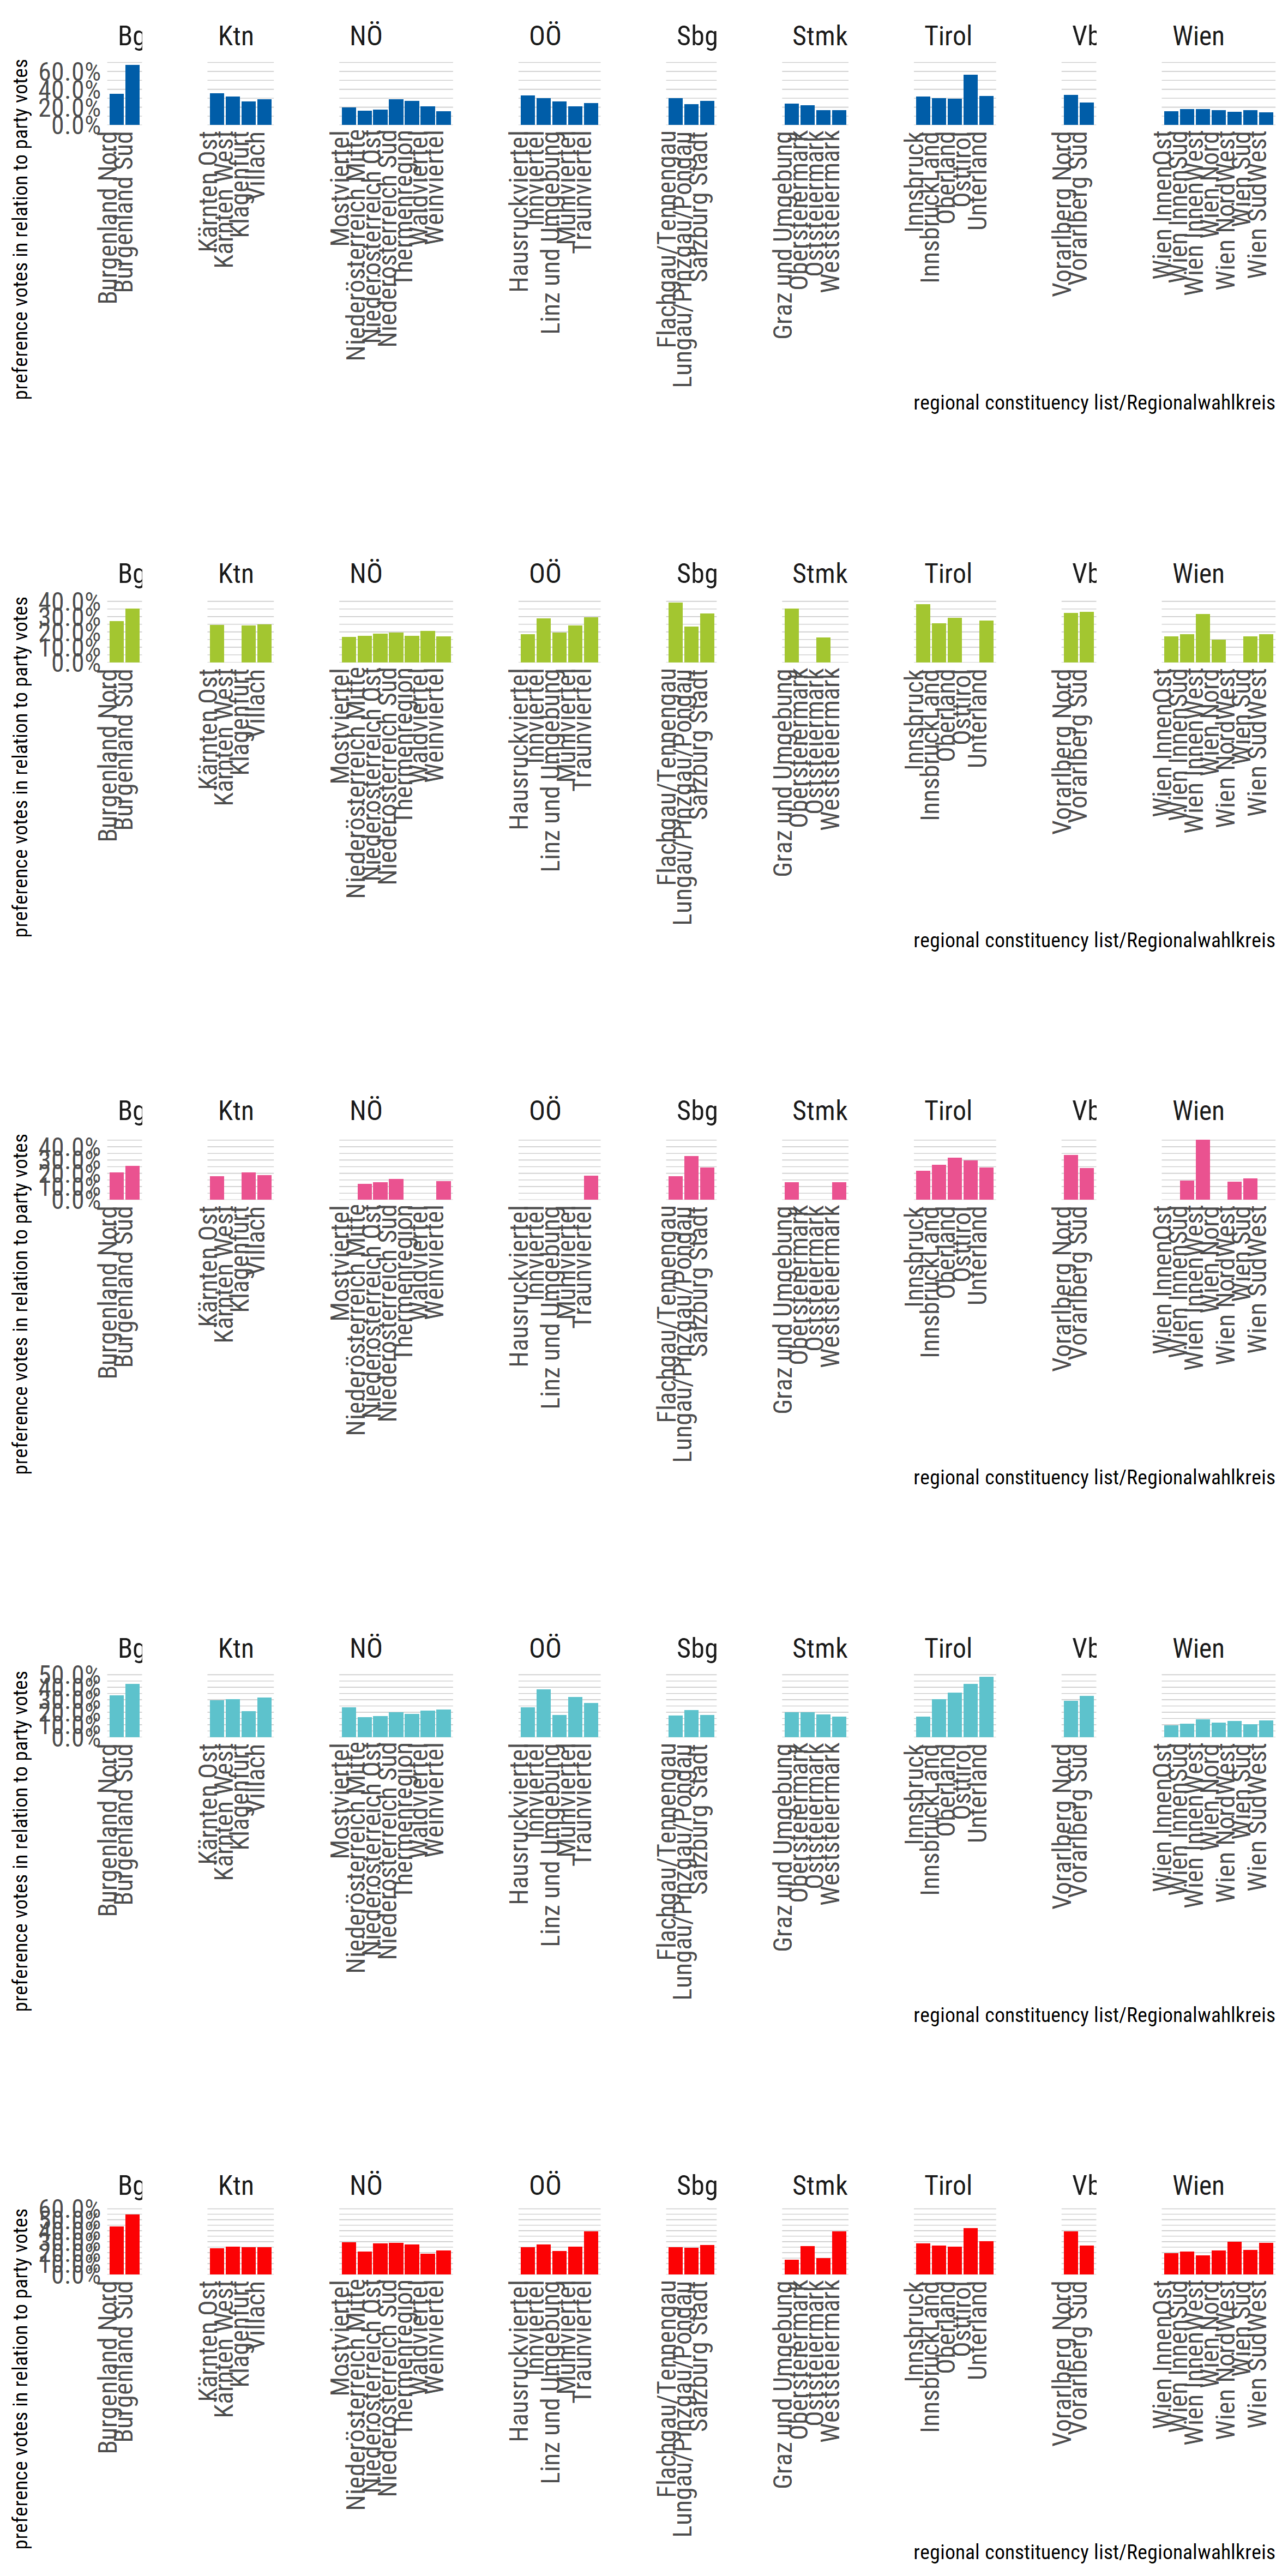 Bg Ktn NÖ OÖ Sbg Stmk Tirol Vb Wien
preference votes in relation to party votes
60.0%
40.0%
20.0%
0.0%
Burgenland Nord
Burgenland Süd
Kärnten Ost
Kärnten West
Klagenfurt
Villach
Mostviertel
Niederösterreich Mitte
Niederösterreich Ost
Niederösterreich Süd
Thermenregion
Waldviertel
Weinviertel
Hausruckviertel
Innviertel
Linz und Umgebung
Mühlviertel
Traunviertel
Flachgau/Tennengau
Lungau/Pinzgau/Pongau
Salzburg Stadt
Graz und Umgebung
Obersteiermark
Oststeiermark
Weststeiermark
Innsbruck
InnsbruckLand
Oberland
Osttirol
Unterland
Vorarlberg Nord
Vorarlberg Süd
Wien InnenOst
Wien InnenSüd
Wien InnenWest
Wien Nord
Wien NordWest
Wien Süd
Wien SüdWest
regional constituency list/Regionalwahlkreis
Bg Ktn NÖ OÖ Sbg Stmk Tirol Vb Wien
preference votes in relation to party votes
40.0%
30.0%
20.0%
10.0%
0.0%
Burgenland Nord
Burgenland Süd
Kärnten Ost
Kärnten West
Klagenfurt
Villach
Mostviertel
Niederösterreich Mitte
Niederösterreich Ost
Niederösterreich Süd
Thermenregion
Waldviertel
Weinviertel
Hausruckviertel
Innviertel
Linz und Umgebung
Mühlviertel
Traunviertel
Flachgau/Tennengau
Lungau/Pinzgau/Pongau
Salzburg Stadt
Graz und Umgebung
Obersteiermark
Oststeiermark
Weststeiermark
Innsbruck
InnsbruckLand
Oberland
Osttirol
Unterland
Vorarlberg Nord
Vorarlberg Süd
Wien InnenOst
Wien InnenSüd
Wien InnenWest
Wien Nord
Wien NordWest
Wien Süd
Wien SüdWest
regional constituency list/Regionalwahlkreis
Bg Ktn NÖ OÖ Sbg Stmk Tirol Vb Wien
preference votes in relation to party votes
40.0%
30.0%
20.0%
10.0%
0.0%
Burgenland Nord
Burgenland Süd
Kärnten Ost
Kärnten West
Klagenfurt
Villach
Mostviertel
Niederösterreich Mitte
Niederösterreich Ost
Niederösterreich Süd
Thermenregion
Waldviertel
Weinviertel
Hausruckviertel
Innviertel
Linz und Umgebung
Mühlviertel
Traunviertel
Flachgau/Tennengau
Lungau/Pinzgau/Pongau
Salzburg Stadt
Graz und Umgebung
Obersteiermark
Oststeiermark
Weststeiermark
Innsbruck
InnsbruckLand
Oberland
Osttirol
Unterland
Vorarlberg Nord
Vorarlberg Süd
Wien InnenOst
Wien InnenSüd
Wien InnenWest
Wien Nord
Wien NordWest
Wien Süd
Wien SüdWest
regional constituency list/Regionalwahlkreis
Bg Ktn NÖ OÖ Sbg Stmk Tirol Vb Wien
preference votes in relation to party votes
50.0%
40.0%
30.0%
20.0%
10.0%
0.0%
Burgenland Nord
Burgenland Süd
Kärnten Ost
Kärnten West
Klagenfurt
Villach
Mostviertel
Niederösterreich Mitte
Niederösterreich Ost
Niederösterreich Süd
Thermenregion
Waldviertel
Weinviertel
Hausruckviertel
Innviertel
Linz und Umgebung
Mühlviertel
Traunviertel
Flachgau/Tennengau
Lungau/Pinzgau/Pongau
Salzburg Stadt
Graz und Umgebung
Obersteiermark
Oststeiermark
Weststeiermark
Innsbruck
InnsbruckLand
Oberland
Osttirol
Unterland
Vorarlberg Nord
Vorarlberg Süd
Wien InnenOst
Wien InnenSüd
Wien InnenWest
Wien Nord
Wien NordWest
Wien Süd
Wien SüdWest
regional constituency list/Regionalwahlkreis
Bg Ktn NÖ OÖ Sbg Stmk Tirol Vb Wien
preference votes in relation to party votes
60.0%
50.0%
40.0%
30.0%
20.0%
10.0%
0.0%
Burgenland Nord
Burgenland Süd
Kärnten Ost
Kärnten West
Klagenfurt
Villach
Mostviertel
Niederösterreich Mitte
Niederösterreich Ost
Niederösterreich Süd
Thermenregion
Waldviertel
Weinviertel
Hausruckviertel
Innviertel
Linz und Umgebung
Mühlviertel
Traunviertel
Flachgau/Tennengau
Lungau/Pinzgau/Pongau
Salzburg Stadt
Graz und Umgebung
Obersteiermark
Oststeiermark
Weststeiermark
Innsbruck
InnsbruckLand
Oberland
Osttirol
Unterland
Vorarlberg Nord
Vorarlberg Süd
Wien InnenOst
Wien InnenSüd
Wien InnenWest
Wien Nord
Wien NordWest
Wien Süd
Wien SüdWest
regional constituency list/Regionalwahlkreis